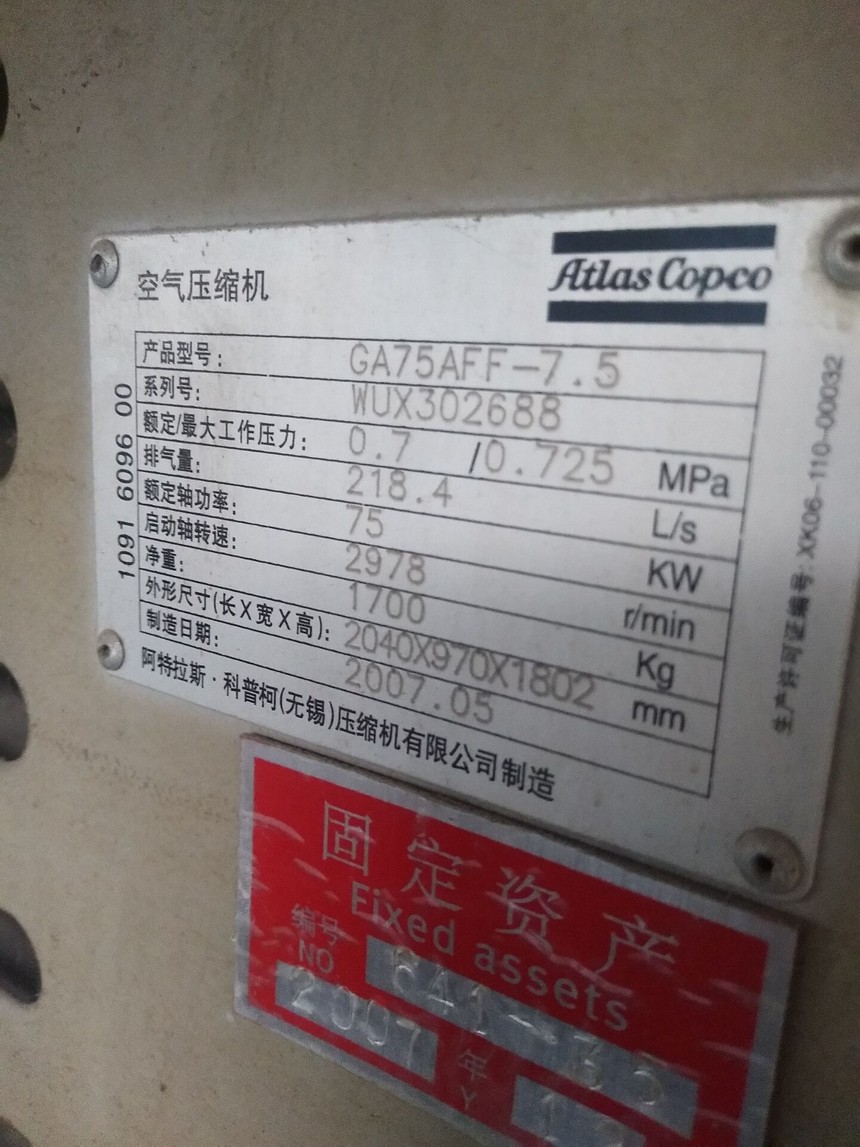 空气压缩机
Atlas Copco
产品型号: GA75AFF-7.5
系列号: WUX302688
额定/最大工作压力: 0.7 /0.725 MPa
排气量: 218.4 L/s
额定轴功率: 75 KW
启动轴转速: 2978 r/min
净重: 1700 Kg
外形尺寸(长X宽X高): 2040X970X1802 mm
制造日期: 2007.05
阿特拉斯·科普柯(无锡)压缩机有限公司制造
1091 6096 00
生产许可证编号: XK06-110-00032
固定资产
Fixed assets
编号
NO
2007 年
Y